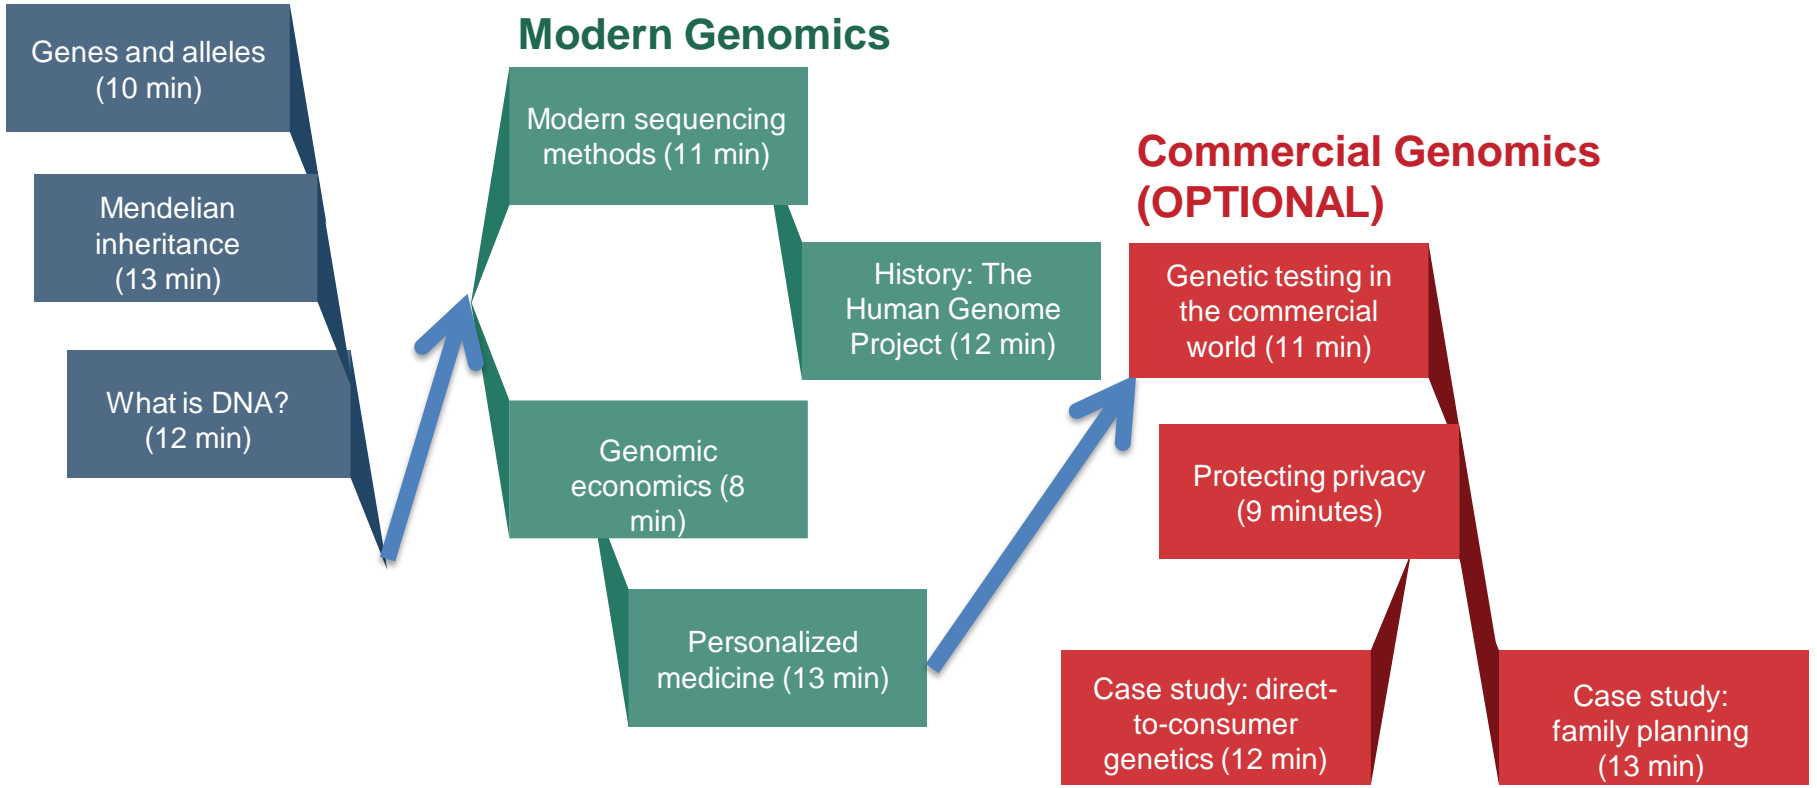 Genes and alleles
(10 min)
Mendelian
inheritance
(13 min)
What is DNA?
(12 min)
Modern Genomics
Modern sequencing
methods (11 min)
History: The
Human Genome
Project (12 min)
Genomic
economics (8
min)
Personalized
medicine (13 min)
Commercial Genomics
(OPTIONAL)
Genetic testing in
the commercial
world (11 min)
Protecting privacy
(9 minutes)
Case study: direct-
to-consumer
genetics (12 min)
Case study:
family planning
(13 min)